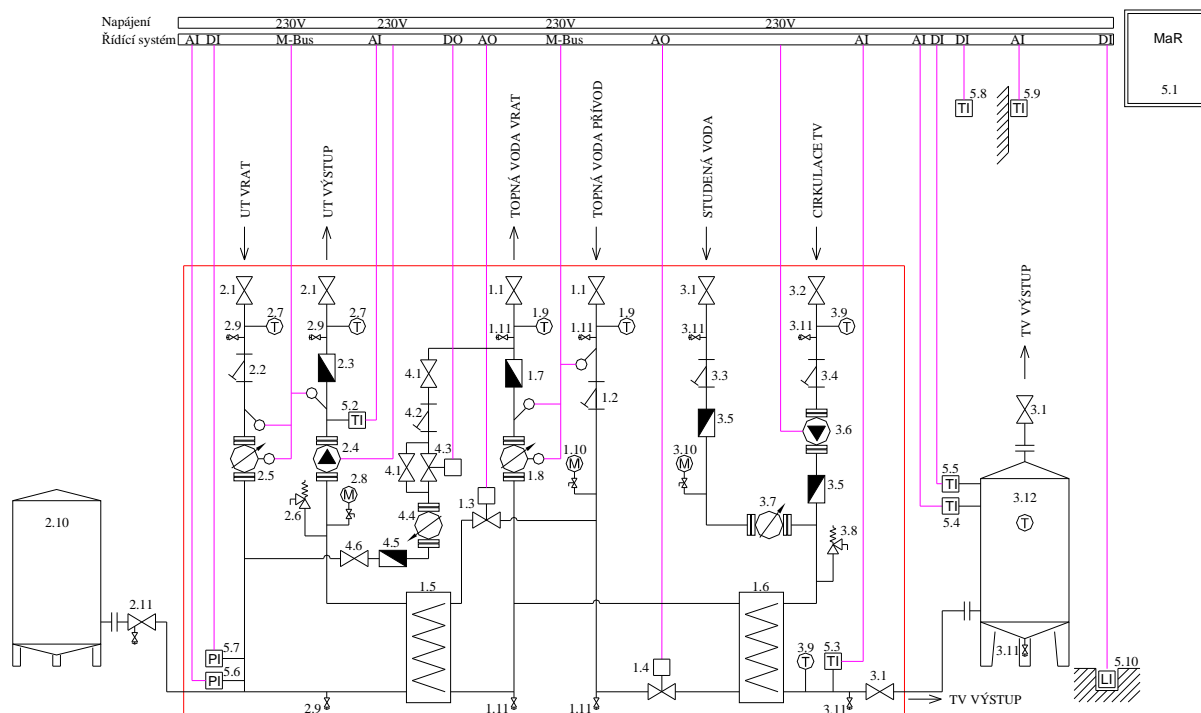 Napájení 230V 230V 230V 230V
Řídící systém AI DI M-Bus AI DO AO M-Bus AO AI AI DI DI AI DI
MaR
5.1
5.8 5.9
TI TI
UT VRAT
UT VÝSTUP
TOPNÁ VODA VRAT
TOPNÁ VODA PŘÍVOD
STUDENÁ VODA
CIRKULACE TV
TV VÝSTUP
2.1 2.1 1.1 1.1 3.1 3.2
2.7 2.7 1.9 1.9 3.9
2.9 T 2.9 T 1.11 T 1.11 T 3.11 3.11 T
2.2 2.3 4.1 1.7 1.2 3.3 3.4
5.2 TI 4.2 3.5 3.1
2.4 4.3 1.10 3.10 3.6
2.5 2.8 4.1 1.8 M M 5.5 TI 3.12
M 3.5
2.6 1.3 5.4 TI T
2.10 4.4 3.7 3.8
4.6 4.5
2.11 1.5 1.6
5.7 PI 3.9 5.3 3.11
5.6 PI 1.4 T TI 3.1 5.10 LI
2.9 1.11 1.11 3.11 TV VÝSTUP